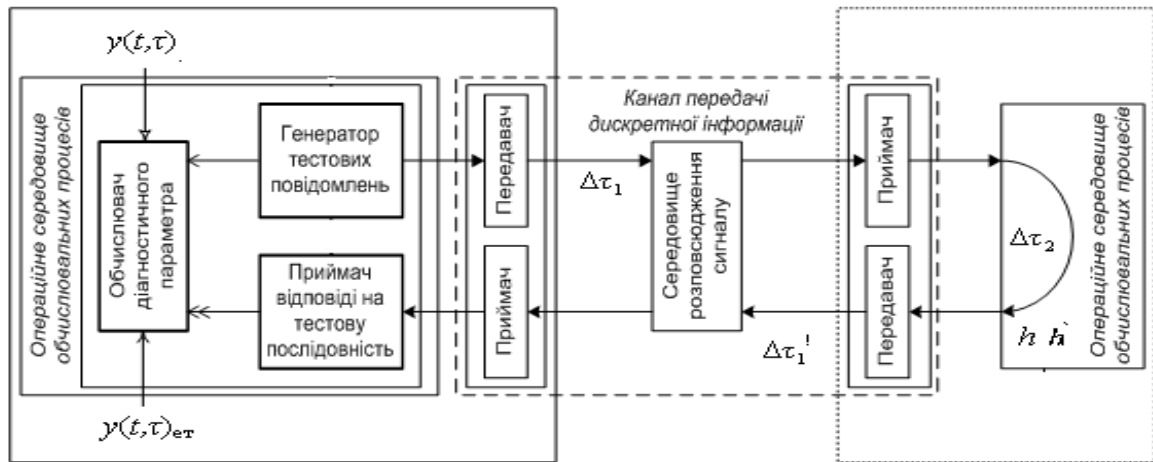 y(t,τ)
Операційне середовище
обчислювальних процесів
Обчислювач
діагностичного
параметра
Генератор
тестових
повідомлень
Приймач
відповіді на
тестову
послідовність
y(t,τ)ет
Передавач
Приймач
Канал передачі
дискретної інформації
Δτ₁
Середовище
розповсюдження
сигналу
Δτ₁!
Приймач
Передавач
Δτ₂
h h`
Операційне середовище
обчислювальних процесів